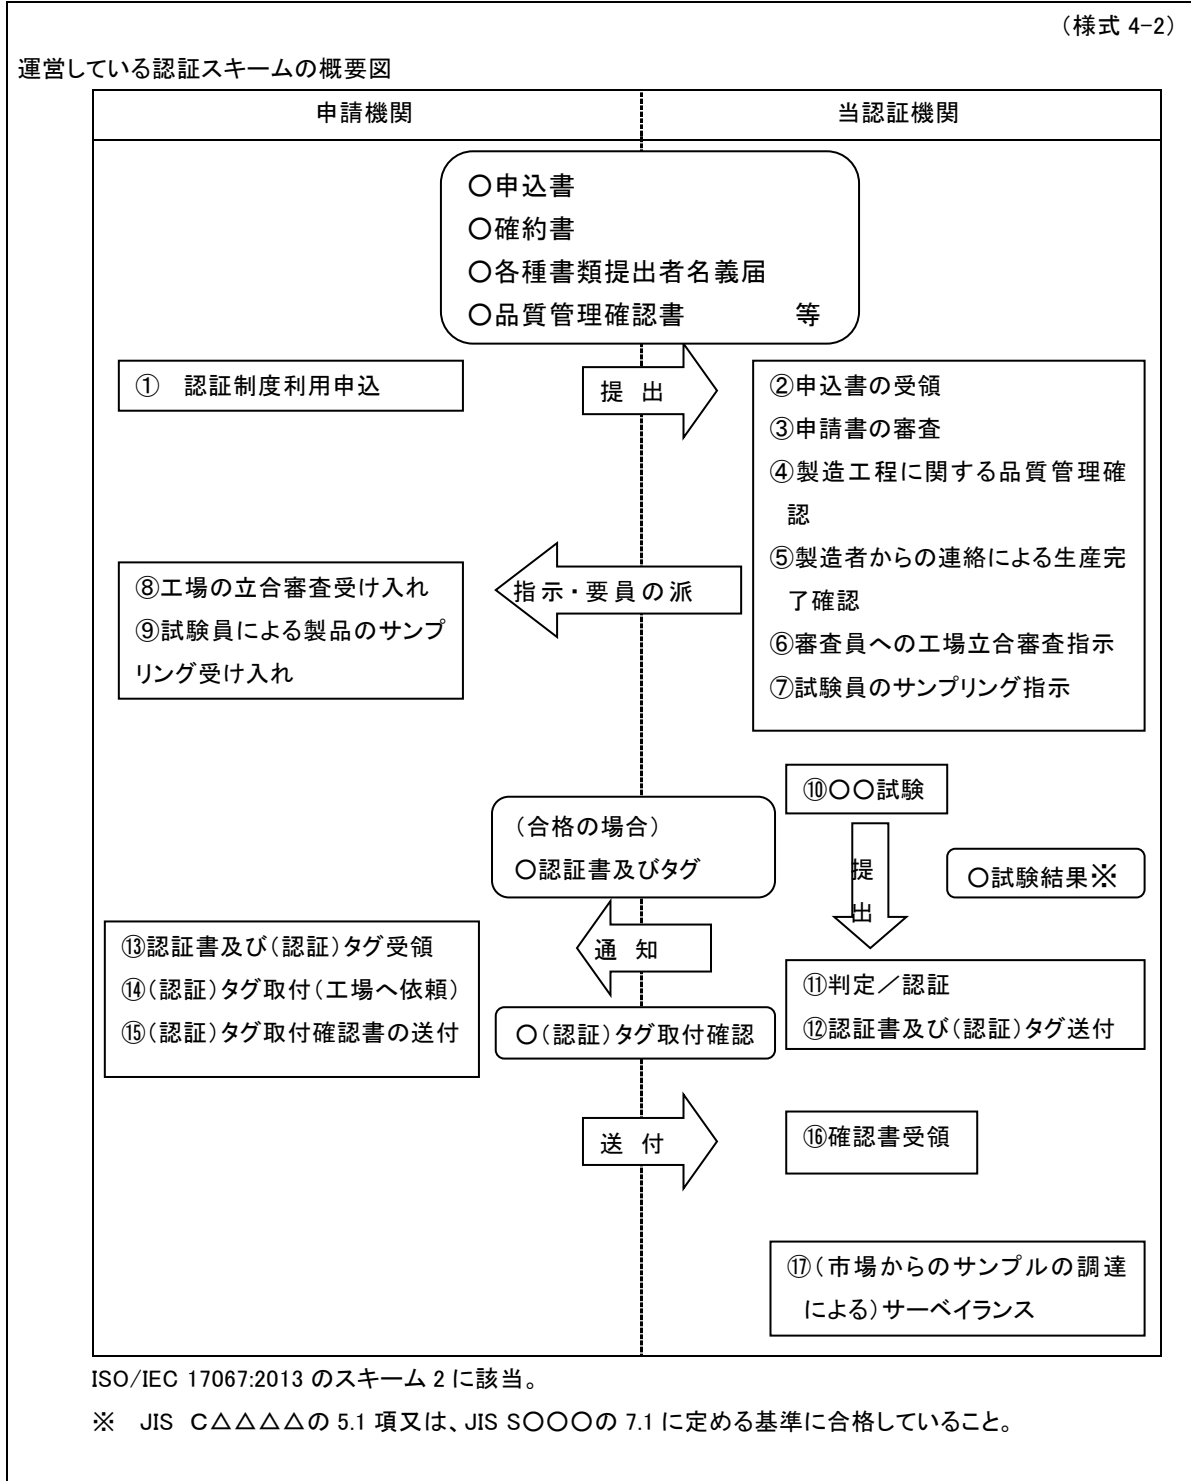 （様式 4-2）
運営している認証スキームの概要図
申請機関
当認証機関
〇申込書
〇確約書
〇各種書類提出者名義届
〇品質管理確認書　等
①　認証制度利用申込
提　出
②申込書の受領
③申請書の審査
④製造工程に関する品質管理確
認
⑤製造者からの連絡による生産完
了確認
⑥審査員への工場立合審査指示
⑦試験員のサンプリング指示
指示・要員の派
⑧工場の立合審査受け入れ
⑨試験員による製品のサンプ
リング受け入れ
⑩〇〇試験
提
出
〇試験結果※
（合格の場合）
〇認証書及びタグ
通　知
⑪判定／認証
⑫認証書及び（認証）タグ送付
⑬認証書及び（認証）タグ受領
⑭（認証）タグ取付（工場へ依頼）
⑮（認証）タグ取付確認書の送付
〇（認証）タグ取付確認
送　付
⑯確認書受領
⑰（市場からのサンプルの調達
による）サーベイランス
ISO/IEC 17067:2013 のスキーム 2 に該当。
※　JIS　C△△△△の 5.1 項又は、JIS S〇〇〇の 7.1 に定める基準に合格していること。